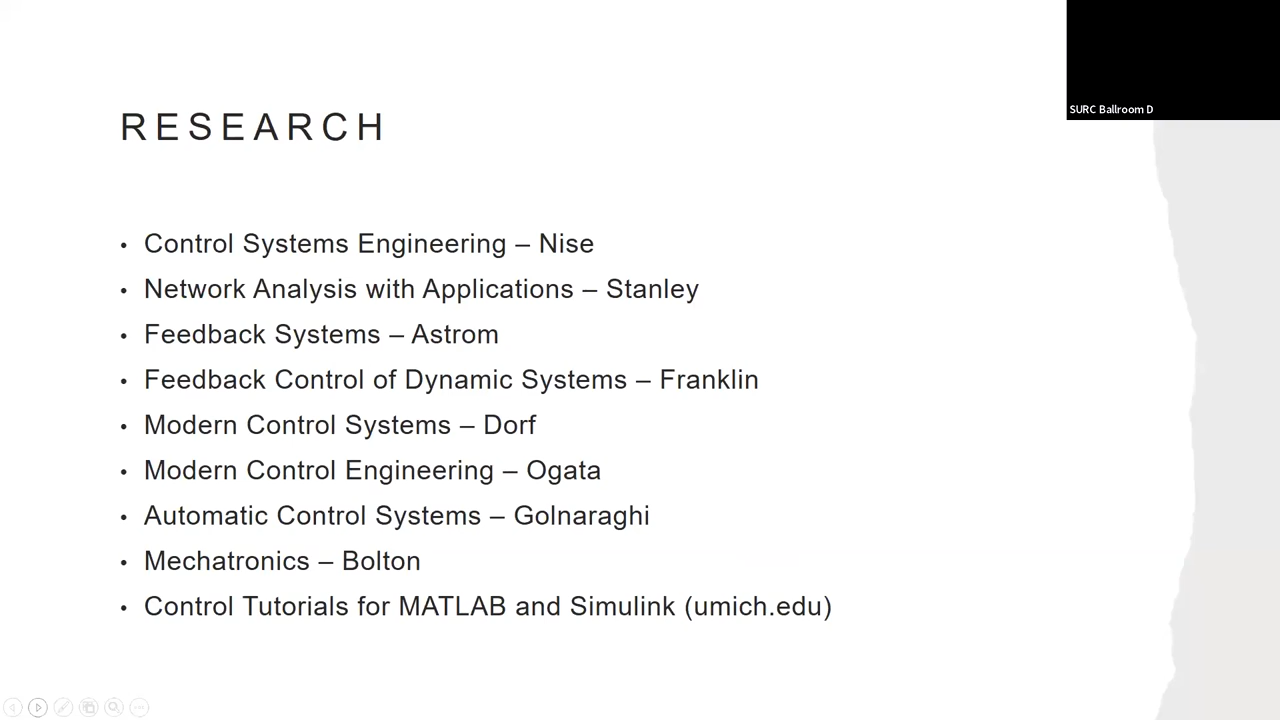 SURC Ballroom D
RESEARCH
• Control Systems Engineering – Nise
• Network Analysis with Applications – Stanley
• Feedback Systems – Astrom
• Feedback Control of Dynamic Systems – Franklin
• Modern Control Systems – Dorf
• Modern Control Engineering – Ogata
• Automatic Control Systems – Golnaraghi
• Mechatronics – Bolton
• Control Tutorials for MATLAB and Simulink (umich.edu)